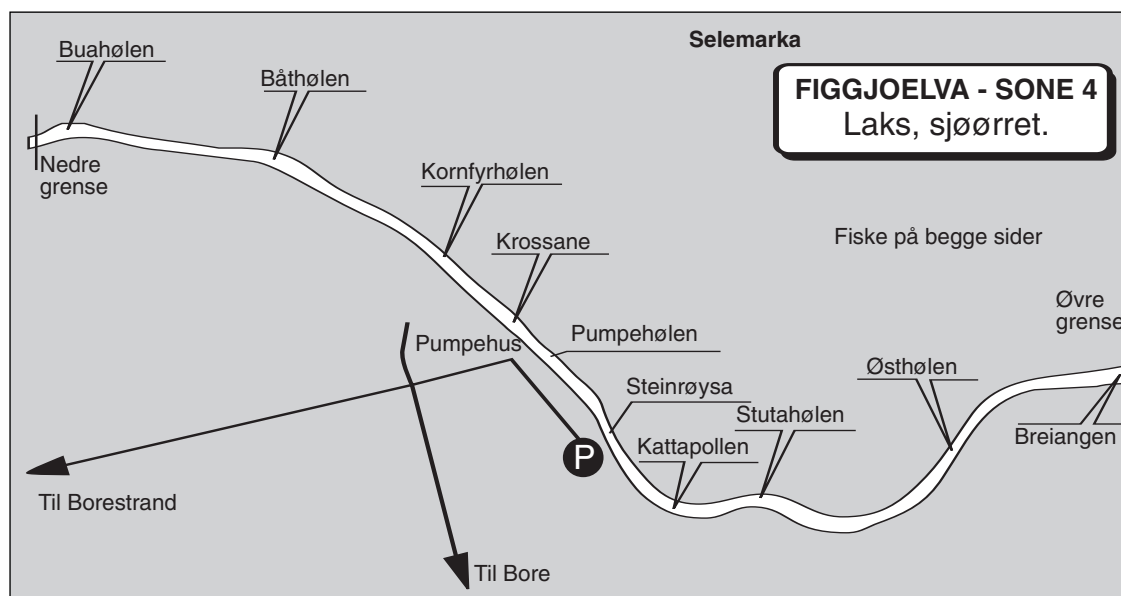 Selemarka
FIGGJOELVA - SONE 4
Laks, sjøørret.
Buahølen
Båthølen
Nedre
grense
Kornfyrhølen
Krossane
Fiske på begge sider
Øvre
grense
Pumpehus
Pumpehølen
Østhølen
Steinrøysa
Stutahølen
Kattapollen
Breiangen
P
Til Borestrand
Til Bore